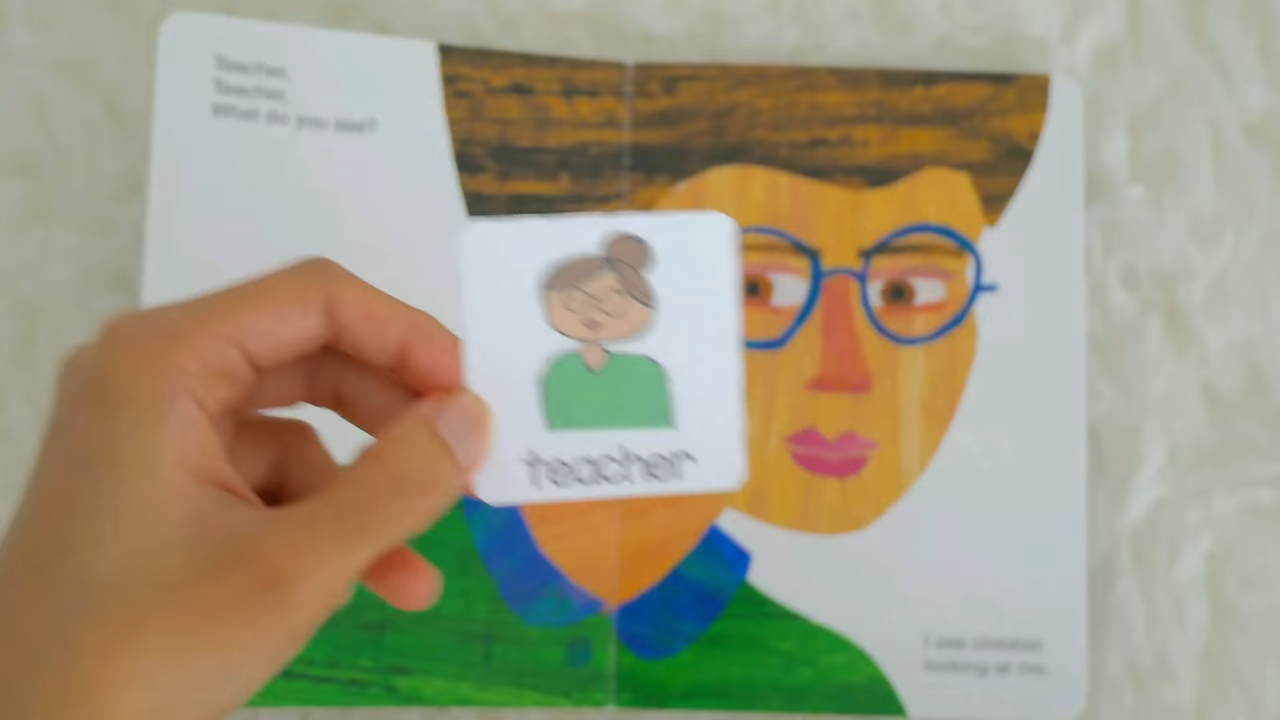 Teacher,
Teacher,
What do you see?
teacher
I see children
looking at me.